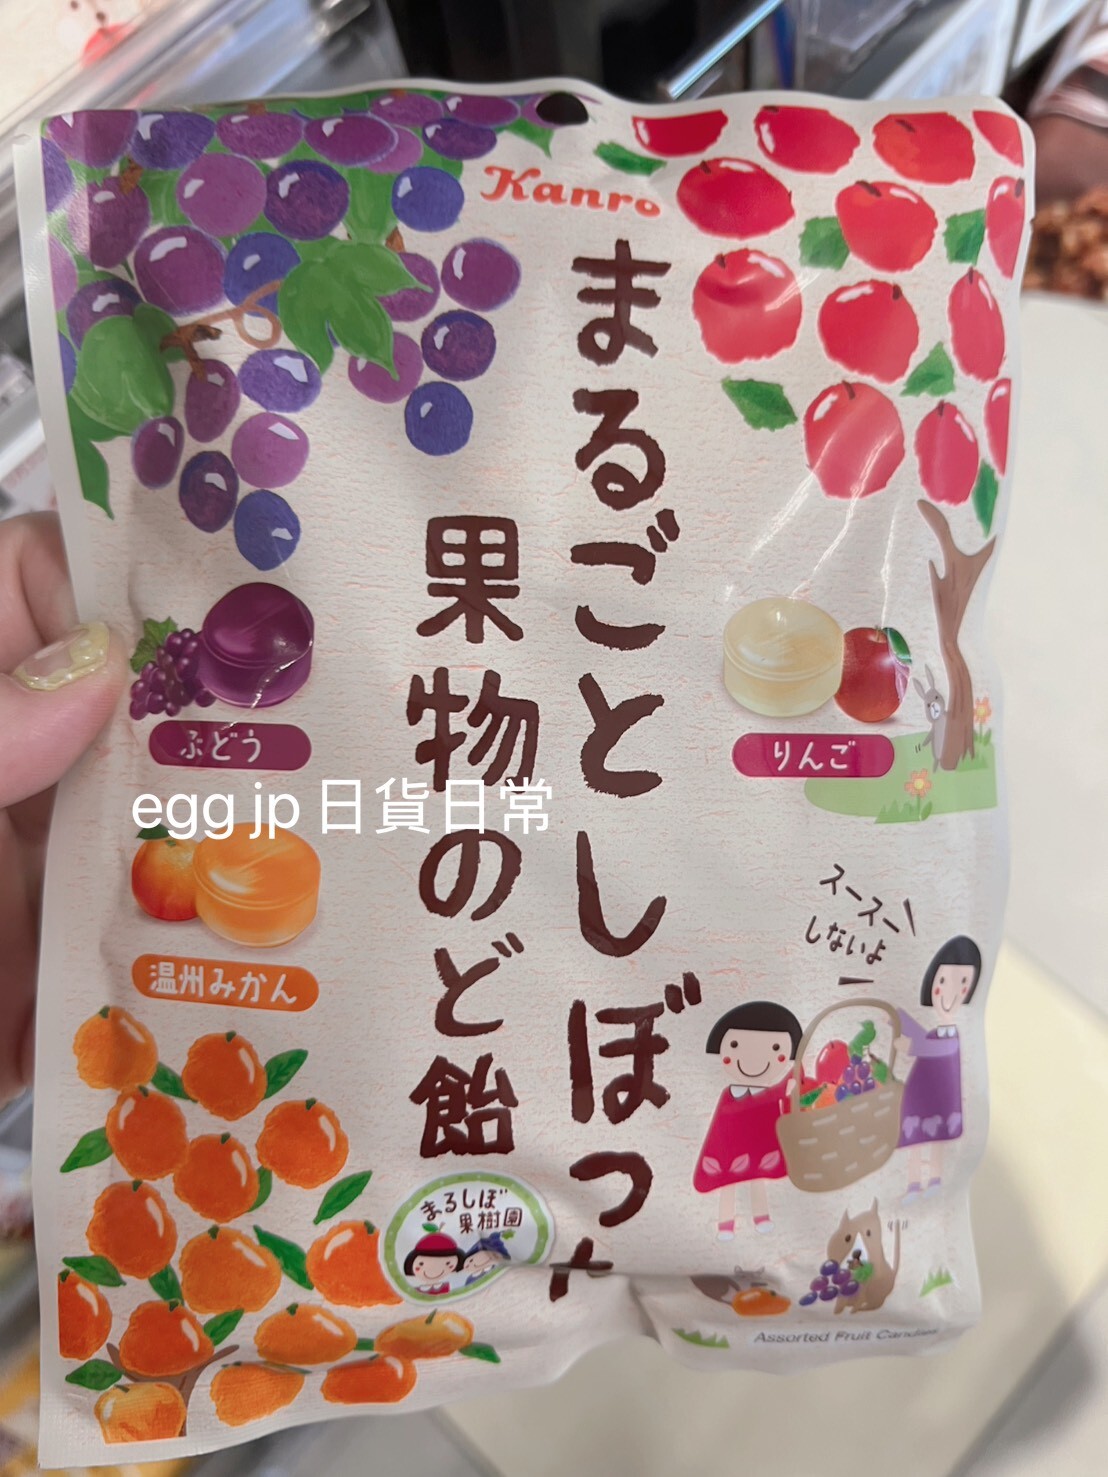 Kanro
まるごとしぼった
果物のど飴
ぶどう
りんご
egg jp 日貨日常
温州みかん
スースー
しないよ
まるしぼ
果樹園
Assorted Fruit Candies